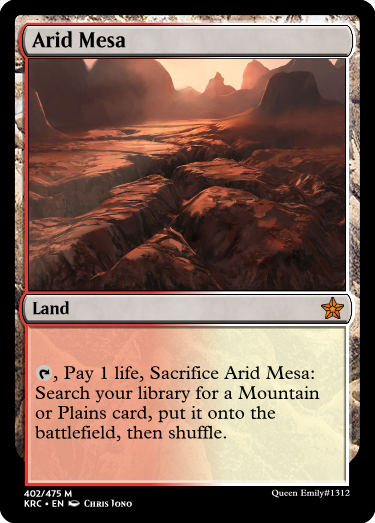 Arid Mesa
Land
, Pay 1 life, Sacrifice Arid Mesa:
Search your library for a Mountain
or Plains card, put it onto the
battlefield, then shuffle.
402/475 M
KRC • EN Chris Jono
Queen Emily#1312